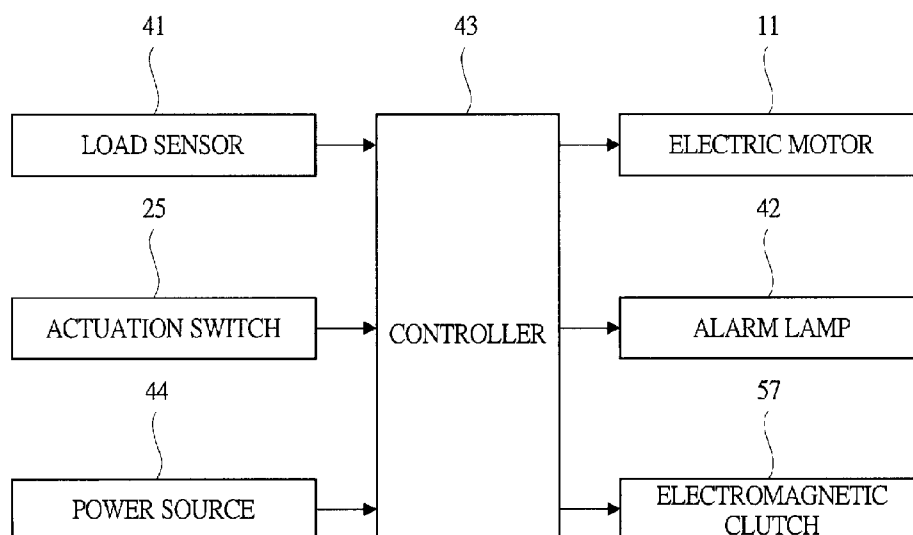 41
43
11
LOAD SENSOR
ELECTRIC MOTOR
25
42
ACTUATION SWITCH
CONTROLLER
ALARM LAMP
44
57
POWER SOURCE
ELECTROMAGNETIC
CLUTCH